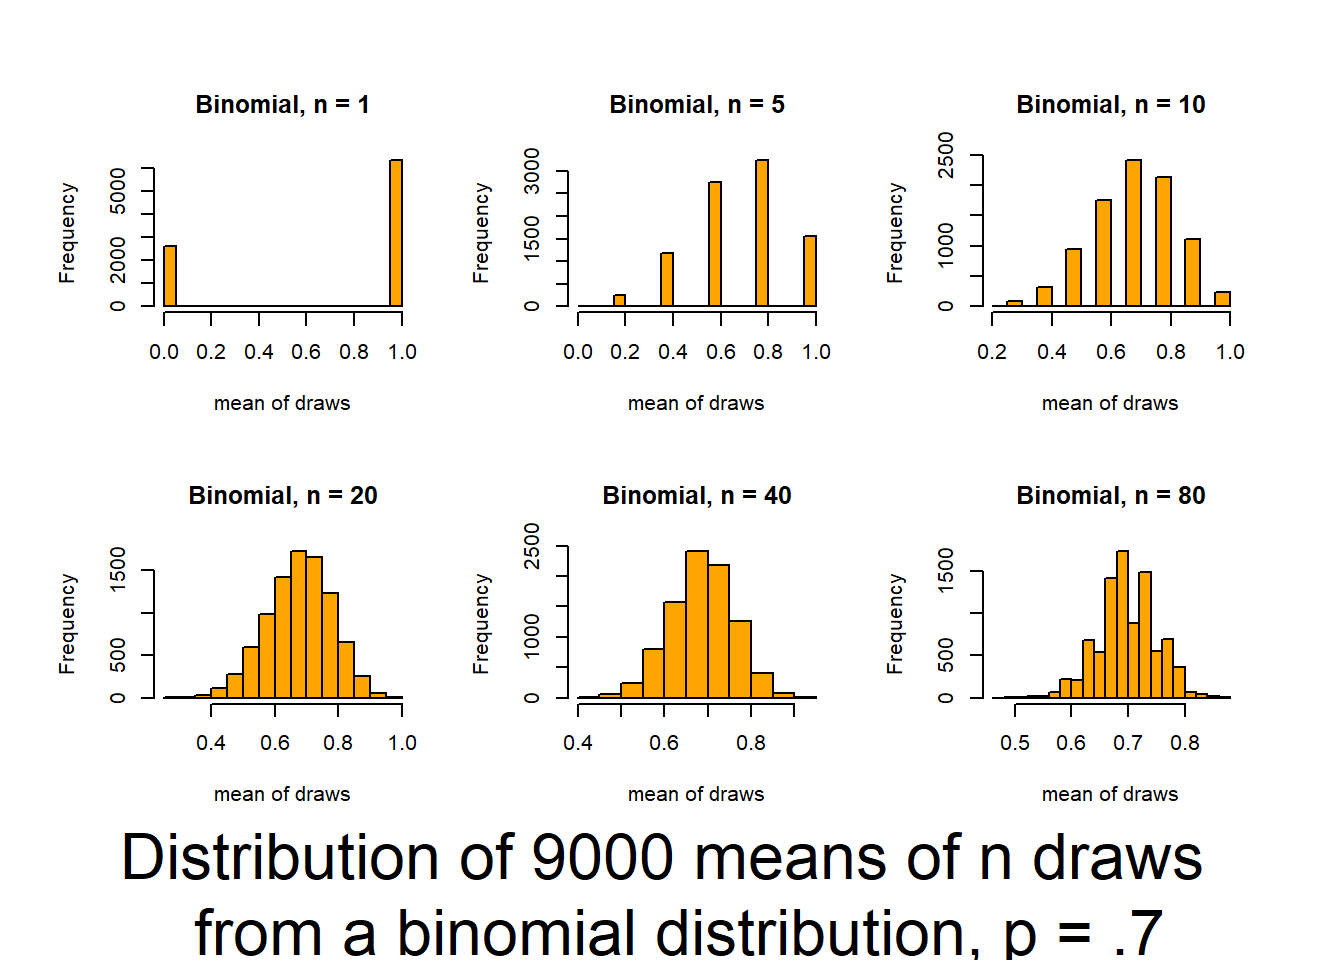 Binomial, n = 1
Frequency
0 2000 5000
0.0 0.2 0.4 0.6 0.8 1.0
mean of draws
Binomial, n = 5
Frequency
0 1500 3000
0.0 0.2 0.4 0.6 0.8 1.0
mean of draws
Binomial, n = 10
Frequency
0 1000 2500
0.2 0.4 0.6 0.8 1.0
mean of draws
Binomial, n = 20
Frequency
0 500 1500
0.4 0.6 0.8 1.0
mean of draws
Binomial, n = 40
Frequency
0 1000 2500
0.4 0.6 0.8
mean of draws
Binomial, n = 80
Frequency
0 500 1500
0.5 0.6 0.7 0.8
mean of draws
Distribution of 9000 means of n draws
from a binomial distribution, p = .7